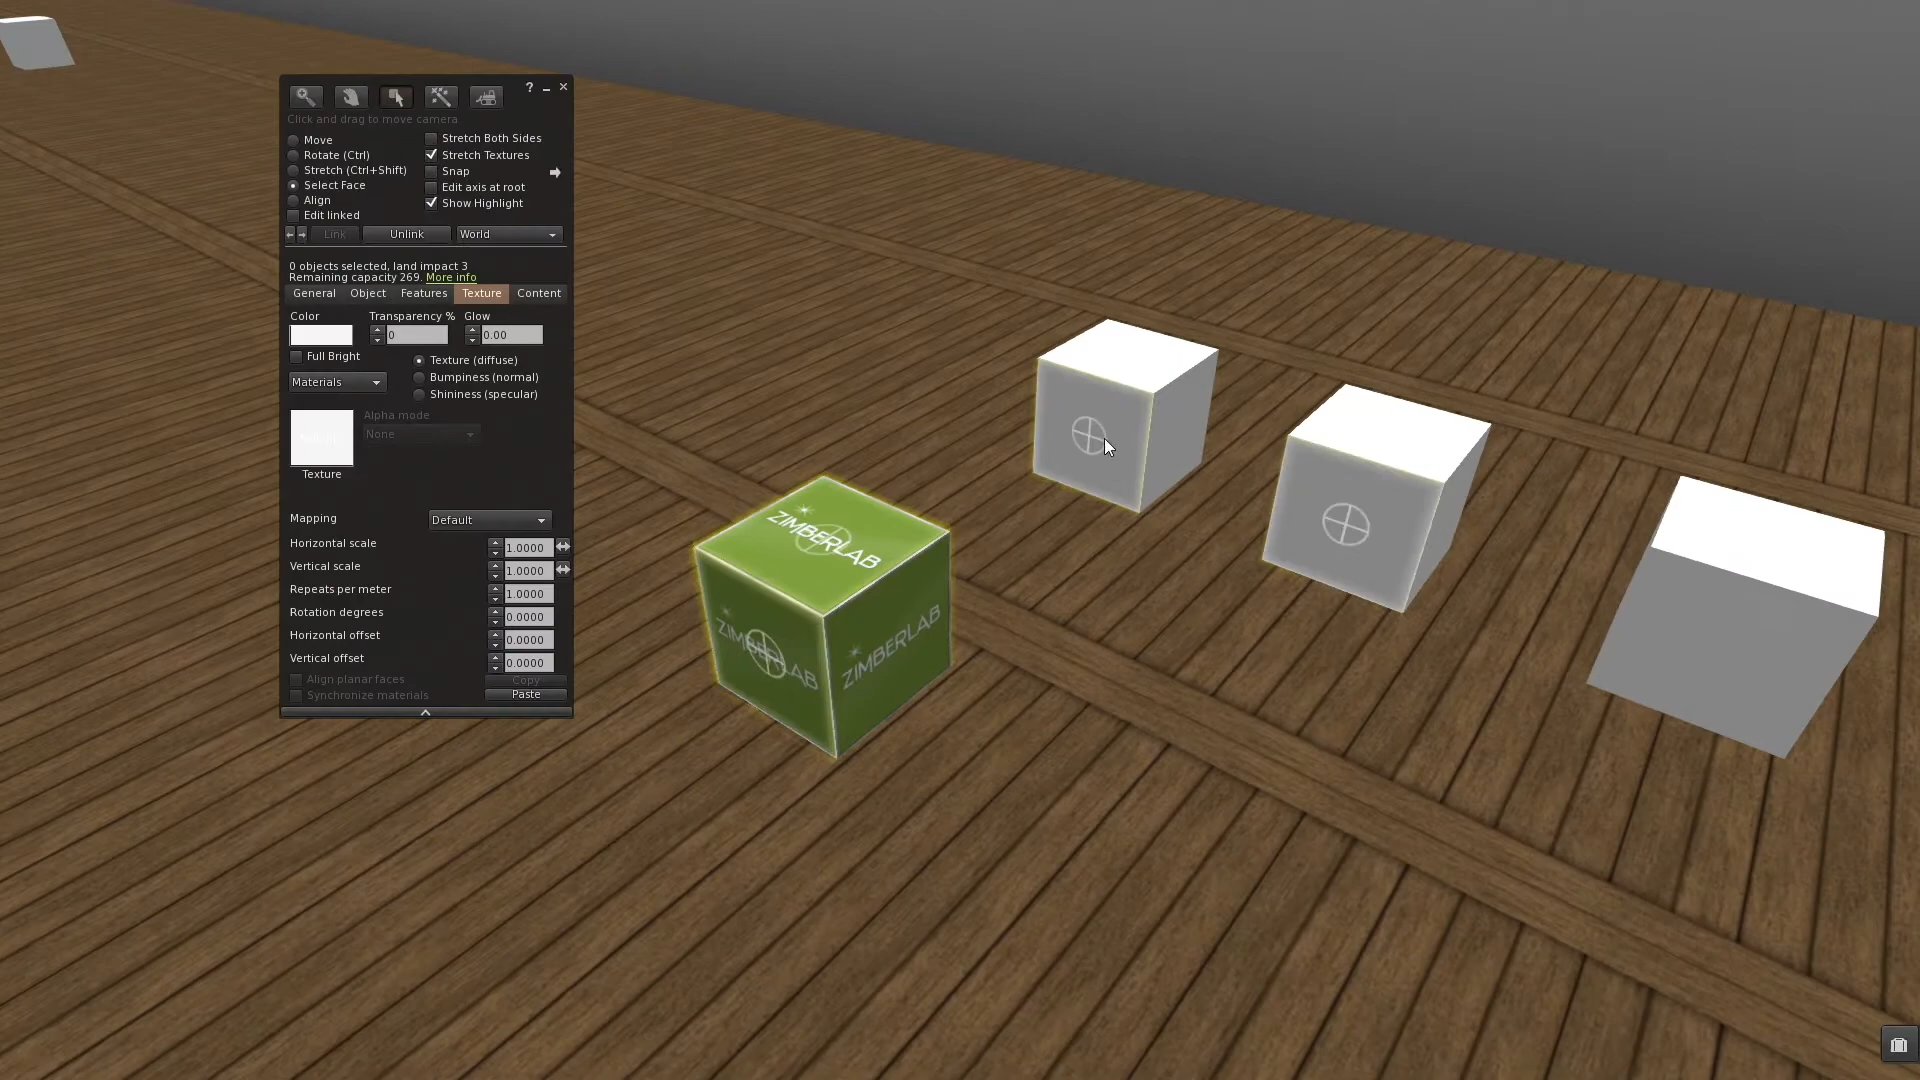 ?
Click and drag to move camera
Move
Rotate (Ctrl)
Stretch (Ctrl+Shift)
Select Face
Align
Edit linked
Stretch Both Sides
Stretch Textures
Snap
Edit axis at root
Show Highlight
Link
Unlink
World
0 objects selected, land impact 3
Remaining capacity 269. More info
General Object Features Texture Content
Color Transparency % Glow
0 0.00
Full Bright
Materials
Texture (diffuse)
Bumpiness (normal)
Shininess (specular)
Alpha mode
None
Texture
Mapping Default
Horizontal scale 1.0000
Vertical scale 1.0000
Repeats per meter 1.0000
Rotation degrees 0.0000
Horizontal offset 0.0000
Vertical offset 0.0000
Align planar faces Copy
Synchronize materials Paste
ZIMBERLAB
ZIMBERLAB
ZIMBERLAB